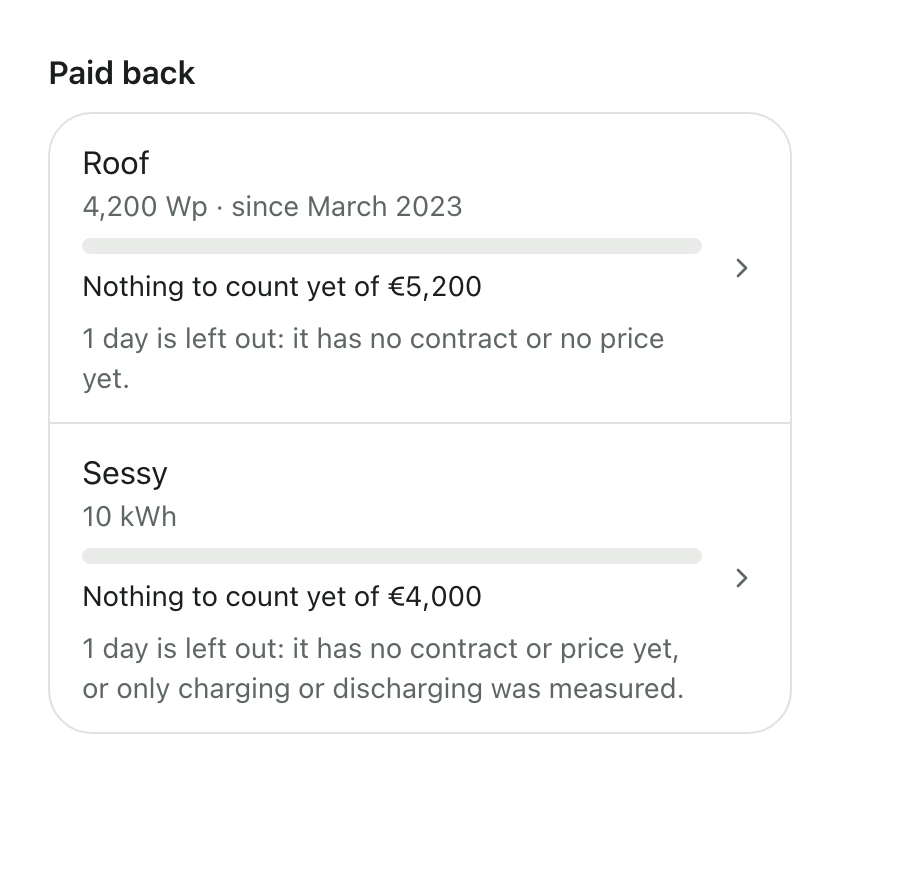 Paid back
Roof
4,200 Wp · since March 2023
Nothing to count yet of €5,200
1 day is left out: it has no contract or no price
yet.
Sessy
10 kWh
Nothing to count yet of €4,000
1 day is left out: it has no contract or price yet,
or only charging or discharging was measured.